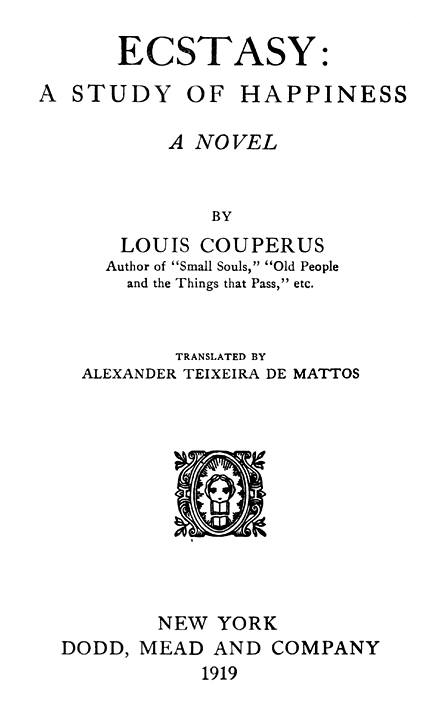 ECSTASY:
A STUDY OF HAPPINESS
A NOVEL
BY
LOUIS COUPERUS
Author of "Small Souls," "Old People
and the Things that Pass," etc.
TRANSLATED BY
ALEXANDER TEIXEIRA DE MATTOS
NEW YORK
DODD, MEAD AND COMPANY
1919